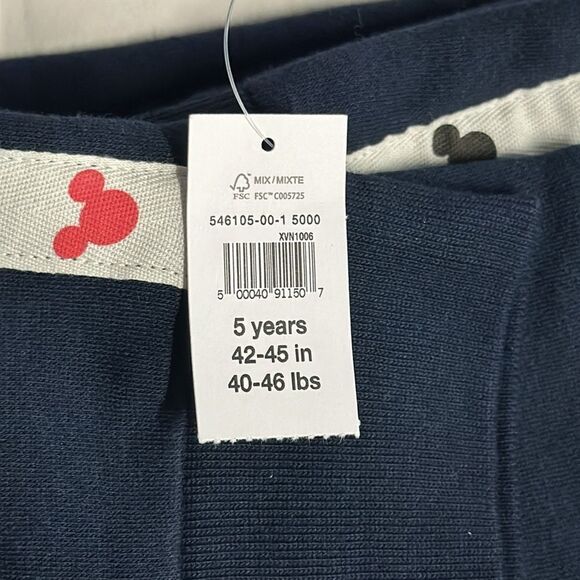 MIX/MIXTE
FSC FSC™ C005725
546105-00-1 5000
XVN1006
5 00040 91150 7
5 years
42-45 in
40-46 lbs